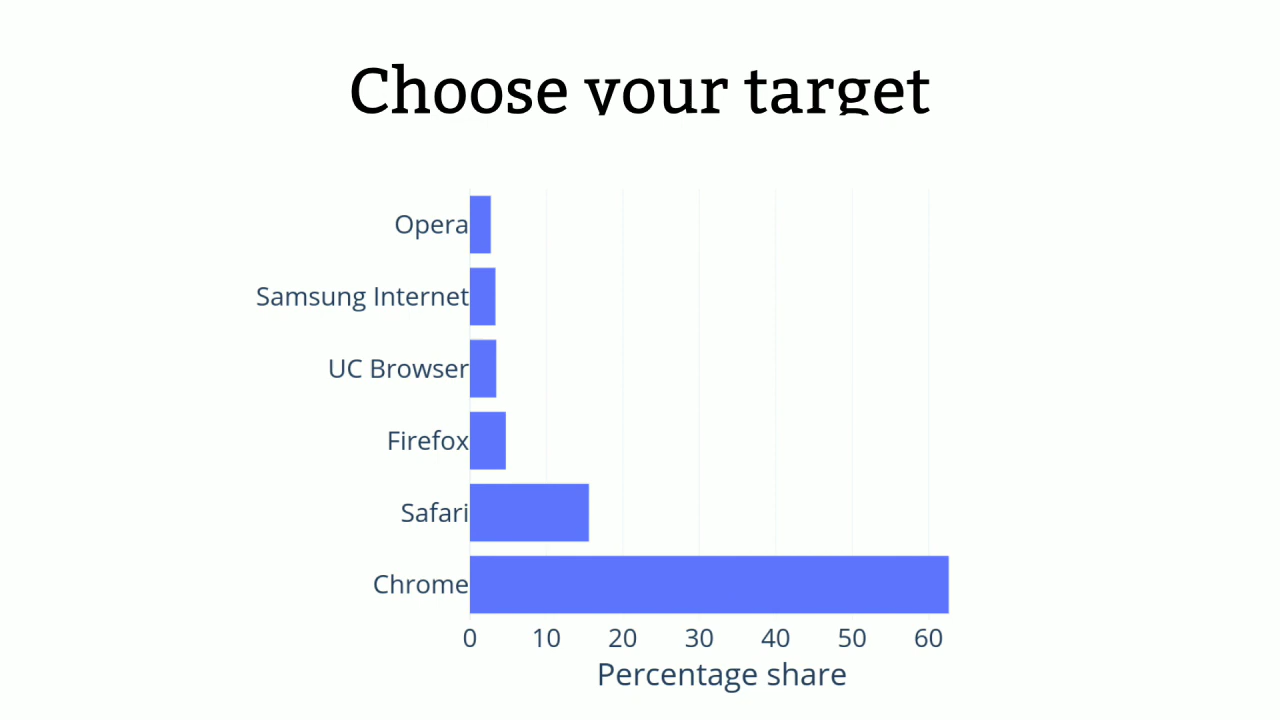 Choose your target
Opera
Samsung Internet
UC Browser
Firefox
Safari
Chrome
0 10 20 30 40 50 60
Percentage share